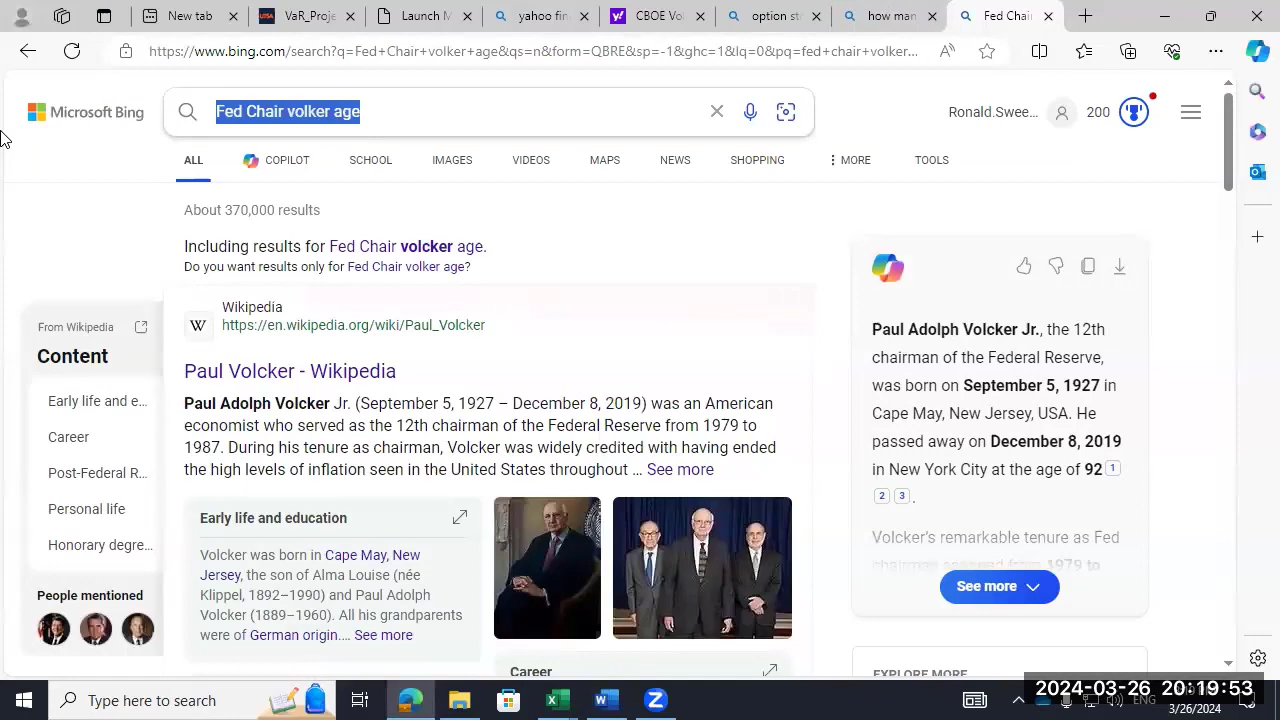 New tab
VaR_Proje
Launch M
yahoo fin
CBOE Vol
option str
how man
Fed Chair
https://www.bing.com/search?q=Fed+Chair+volker+age&qs=n&form=QBRE&sp=-1&ghc=1&lq=0&pq=fed+chair+volker...
Microsoft Bing
Fed Chair volker age
Ronald.Swee...
200
ALL
COPILOT
SCHOOL
IMAGES
VIDEOS
MAPS
NEWS
SHOPPING
MORE
TOOLS
About 370,000 results
Including results for Fed Chair volcker age.
Do you want results only for Fed Chair volker age?
From Wikipedia
Content
Early life and e...
Career
Post-Federal R...
Personal life
Honorary degre...
People mentioned
Wikipedia
W
https://en.wikipedia.org/wiki/Paul_Volcker
Paul Volcker - Wikipedia
Paul Adolph Volcker Jr. (September 5, 1927 – December 8, 2019) was an American
economist who served as the 12th chairman of the Federal Reserve from 1979 to
1987. During his tenure as chairman, Volcker was widely credited with having ended
the high levels of inflation seen in the United States throughout ... See more
Early life and education
Volcker was born in Cape May, New
Jersey, the son of Alma Louise (née
Klippel, 1892–1990) and Paul Adolph
Volcker (1889–1960). All his grandparents
were of German origin.... See more
Career
Paul Adolph Volcker Jr., the 12th
chairman of the Federal Reserve,
was born on September 5, 1927 in
Cape May, New Jersey, USA. He
passed away on December 8, 2019
in New York City at the age of 92 1
2 3 .
Volcker's remarkable tenure as Fed
chairman spanned from 1979 to
See more
EXPLORE MORE
Type here to search
ENG
3/26/2024
2024-03-26 20:19:53